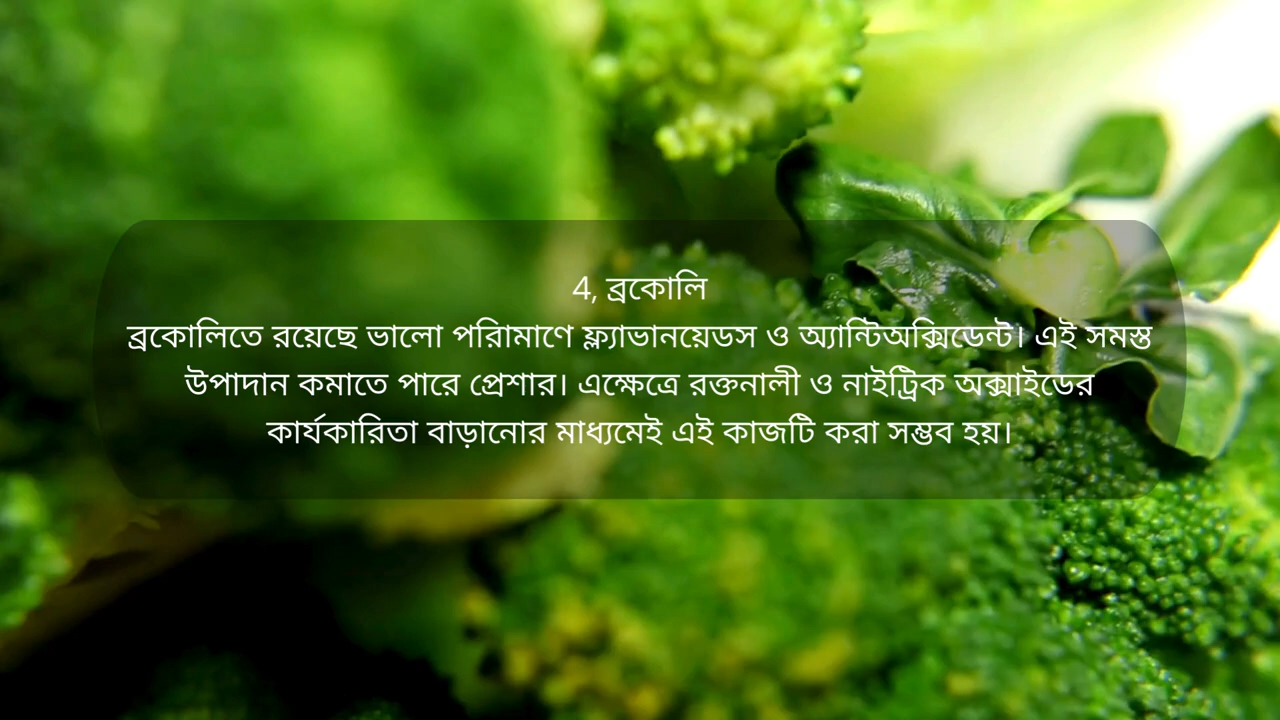 4, ব্রকোলি
ব্রকোলিতে রয়েছে ভালো পরিামাণে ফ্ল্যাভানয়েডস ও অ্যান্টিঅক্সিডেন্ট। এই সমস্ত
উপাদান কমাতে পারে প্রেশার। এক্ষেত্রে রক্তনালী ও নাইট্রিক অক্সাইডের
কার্যকারিতা বাড়ানোর মাধ্যমেই এই কাজটি করা সম্ভব হয়।